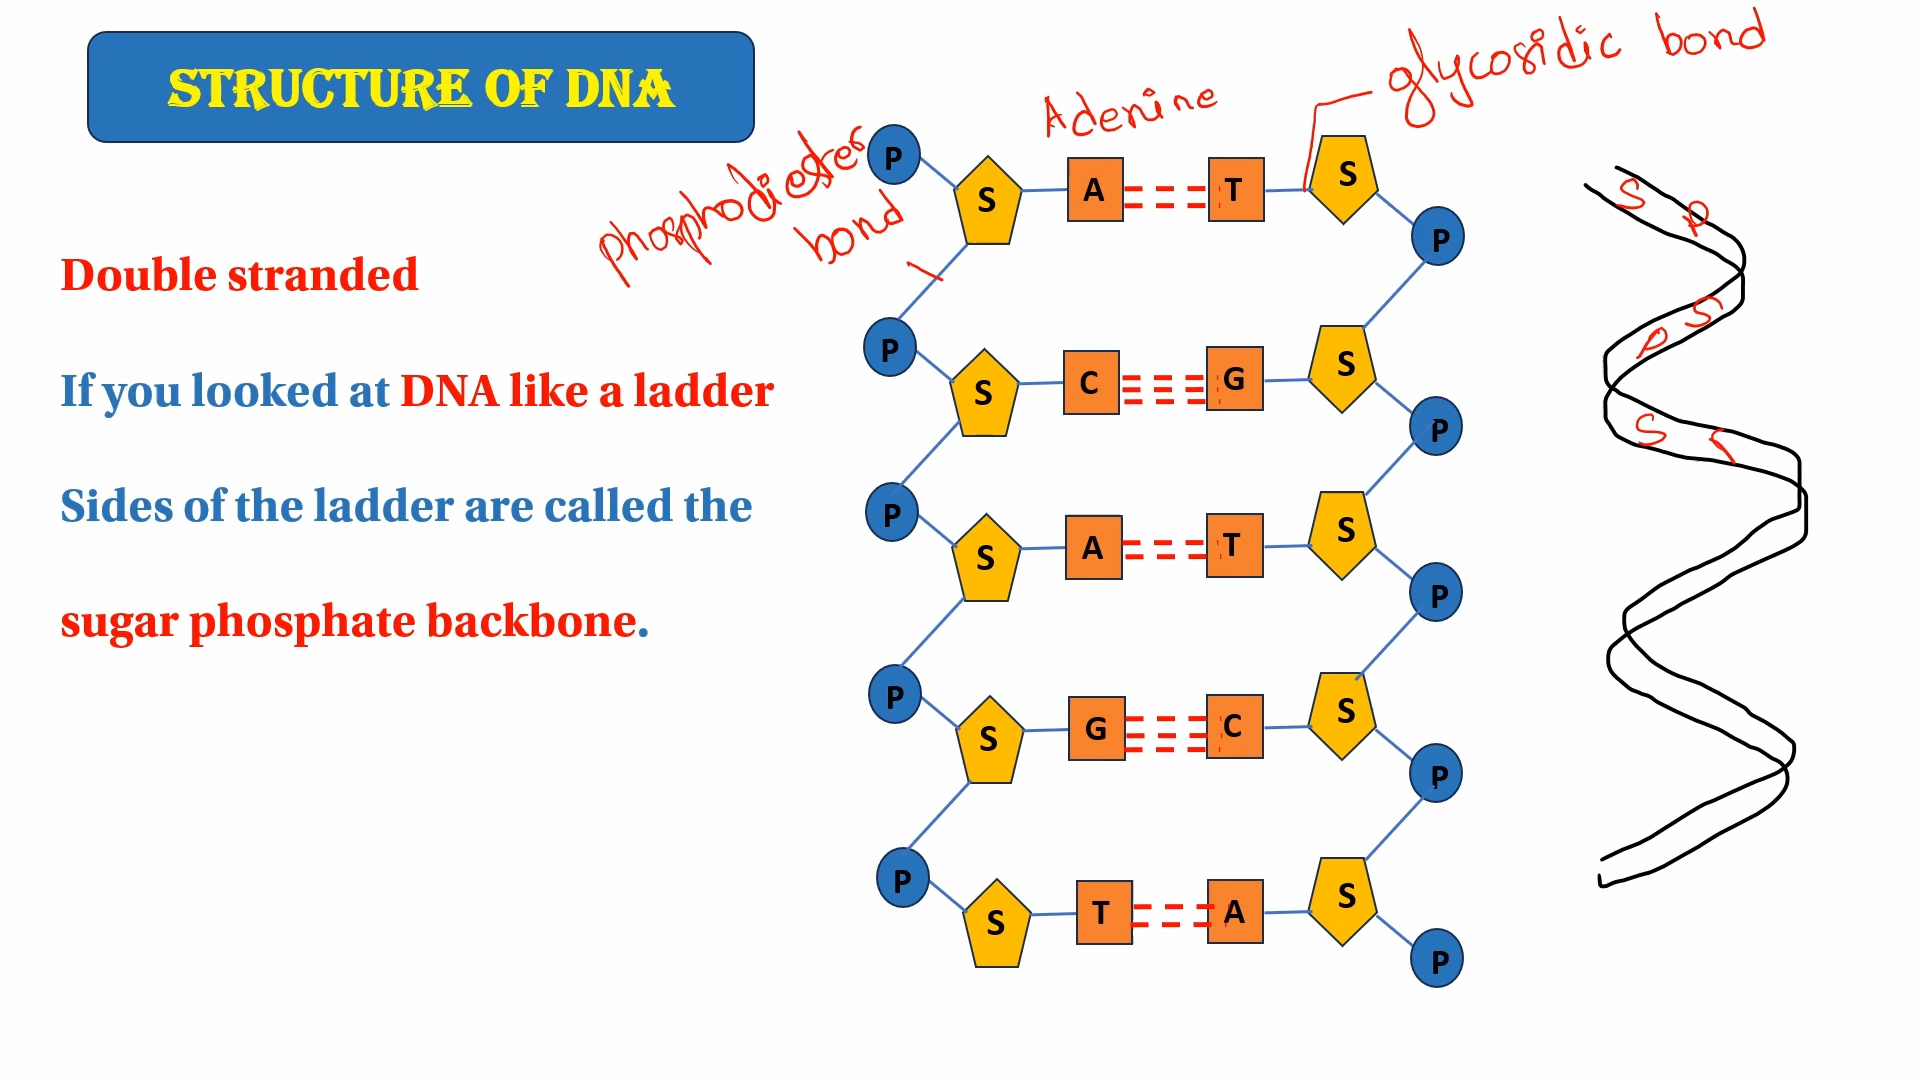 STRUCTURE OF DNA
Double stranded
If you looked at DNA like a ladder
Sides of the ladder are called the
sugar phosphate backbone.
phosphodiester
bond
Adenine
glycosidic bond
P
S A T S
P
P
S C G S
P
P
S A T S
P
P
S G C S
P
P
S T A S
P
S P
S
P
S